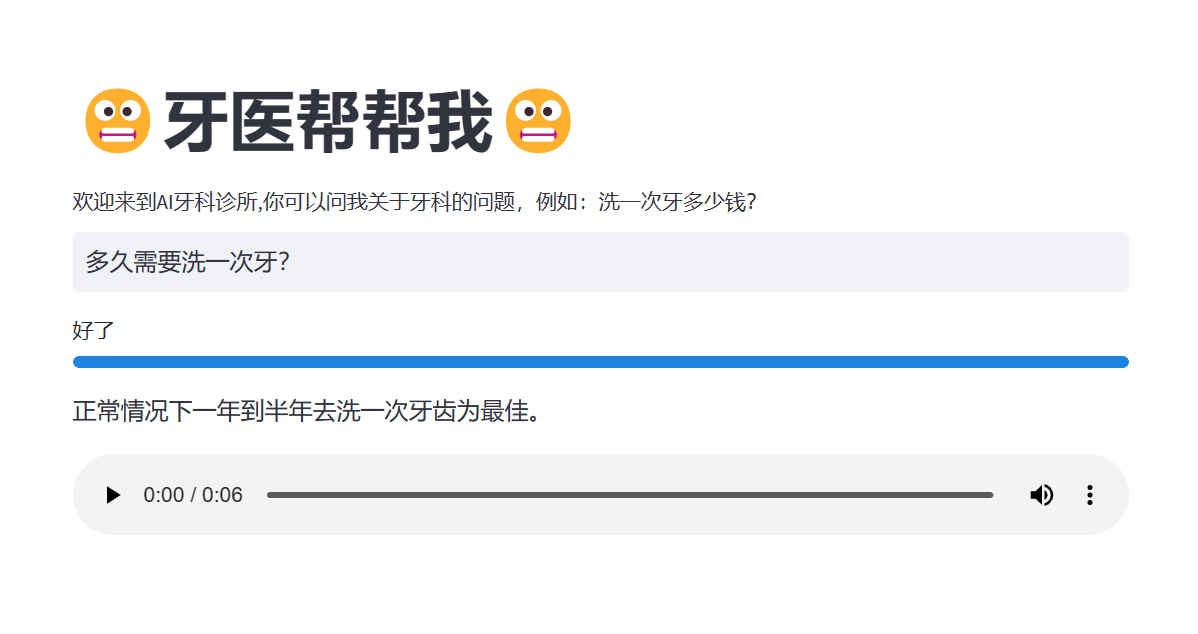 😬牙医帮帮我😬
欢迎来到AI牙科诊所,你可以问我关于牙科的问题，例如：洗一次牙多少钱？
多久需要洗一次牙？
好了
正常情况下一年到半年去洗一次牙齿为最佳。
0:00 / 0:06